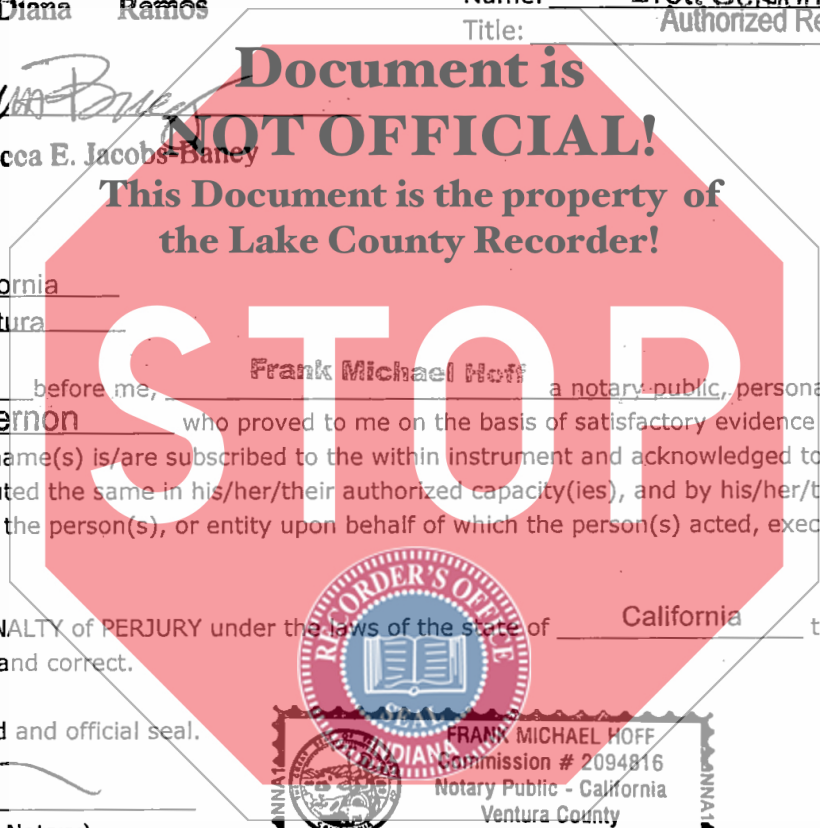 Diana Ramos
Name:
Title: Authorized Re
Document is
NOT OFFICIAL!
cca E. Jacobs-Baney
This Document is the property of
the Lake County Recorder!
ornia
tura
STOP
Frank Michael Hoff
before me, a notary public, persona
ernon who proved to me on the basis of satisfactory evidence
ame(s) is/are subscribed to the within instrument and acknowledged to
ted the same in his/her/their authorized capacity(ies), and by his/her/t
the person(s), or entity upon behalf of which the person(s) acted, exec
NALTY of PERJURY under the laws of the state of California t
and correct.
RECORDER'S OFFICE
SEAL
INDIANA
d and official seal.
FRANK MICHAEL HOFF
Commission # 2094816
Notary Public - California
Ventura County
NNA1
NNA1